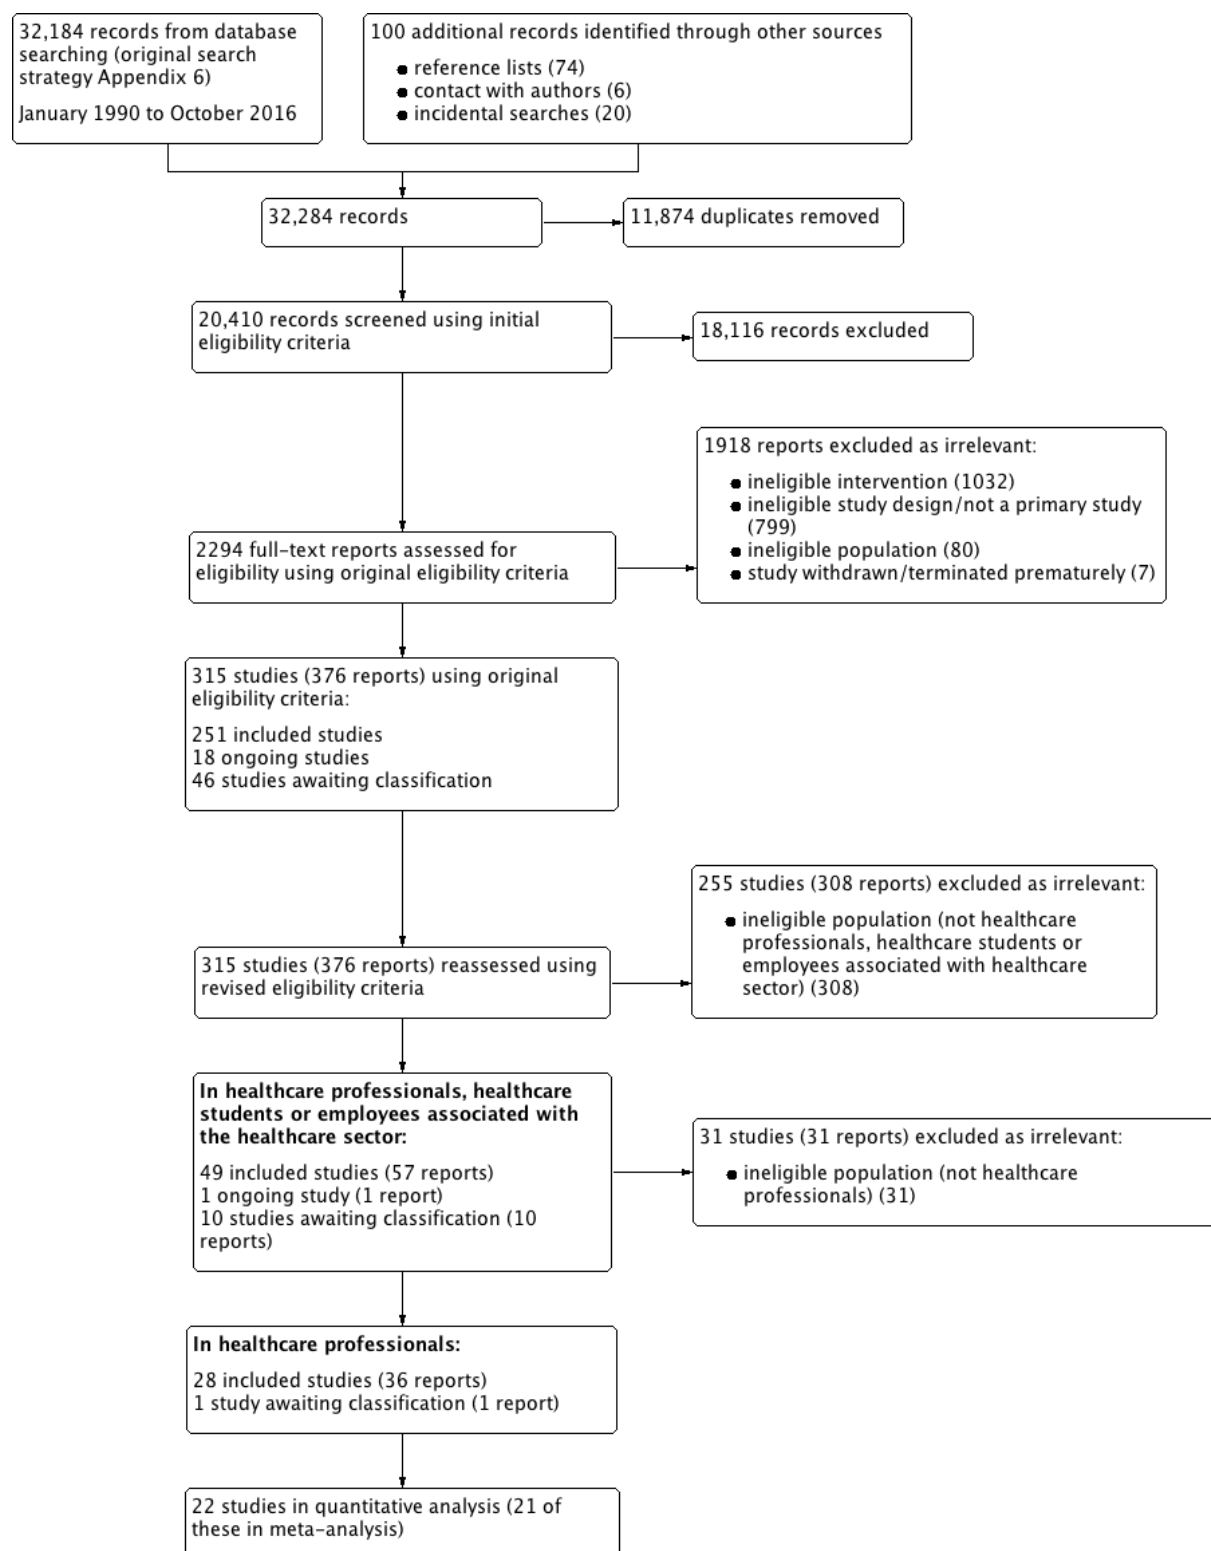 32,184 records from database
searching (original search
strategy Appendix 6)
January 1990 to October 2016
100 additional records identified through other sources
● reference lists (74)
● contact with authors (6)
● incidental searches (20)
32,284 records
11,874 duplicates removed
20,410 records screened using initial
eligibility criteria
18,116 records excluded
1918 reports excluded as irrelevant:
● ineligible intervention (1032)
● ineligible study design/not a primary study
(799)
● ineligible population (80)
● study withdrawn/terminated prematurely (7)
2294 full-text reports assessed for
eligibility using original eligibility criteria
315 studies (376 reports) using original
eligibility criteria:
251 included studies
18 ongoing studies
46 studies awaiting classification
255 studies (308 reports) excluded as irrelevant:
● ineligible population (not healthcare
professionals, healthcare students or
employees associated with healthcare
sector) (308)
315 studies (376 reports) reassessed using
revised eligibility criteria
In healthcare professionals, healthcare
students or employees associated with
the healthcare sector:
49 included studies (57 reports)
1 ongoing study (1 report)
10 studies awaiting classification (10
reports)
31 studies (31 reports) excluded as irrelevant:
● ineligible population (not healthcare
professionals) (31)
In healthcare professionals:
28 included studies (36 reports)
1 study awaiting classification (1 report)
22 studies in quantitative analysis (21 of
these in meta-analysis)